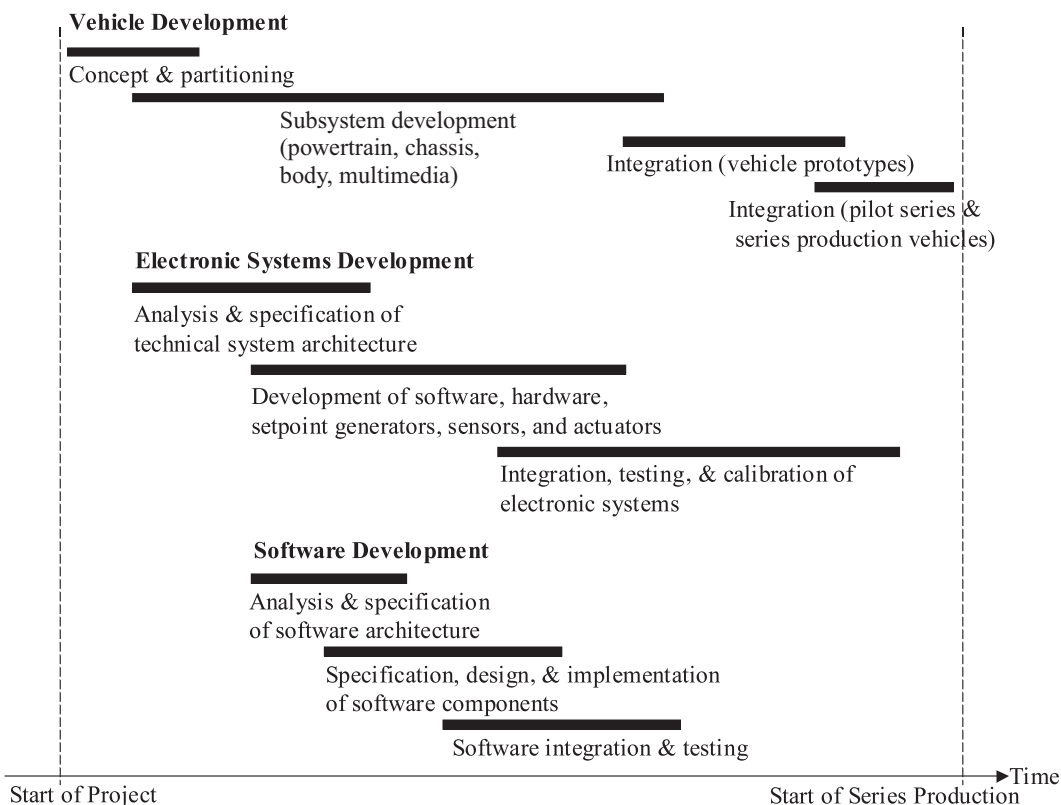 Vehicle Development
Concept & partitioning
Subsystem development
(powertrain, chassis,
body, multimedia)
Integration (vehicle prototypes)
Integration (pilot series &
series production vehicles)
Electronic Systems Development
Analysis & specification of
technical system architecture
Development of software, hardware,
setpoint generators, sensors, and actuators
Integration, testing, & calibration of
electronic systems
Software Development
Analysis & specification
of software architecture
Specification, design, & implementation
of software components
Software integration & testing
Time
Start of Project
Start of Series Production